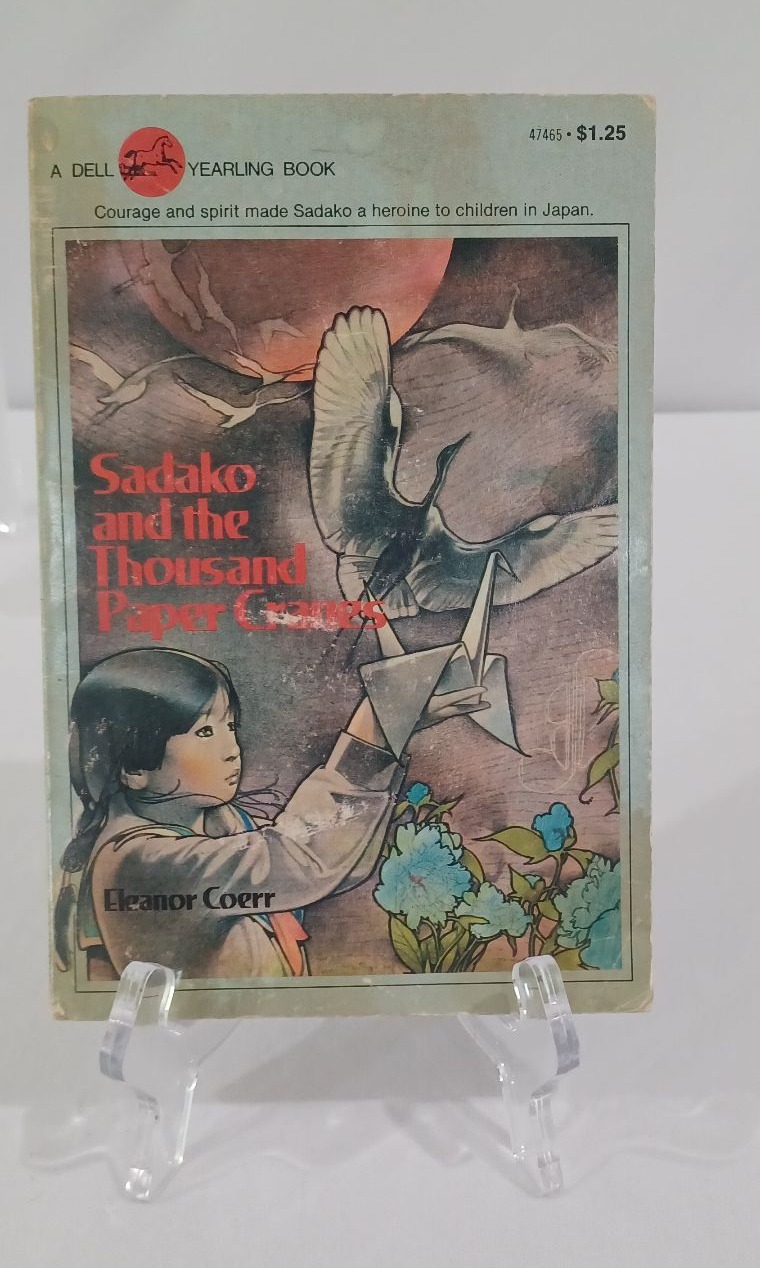 47465 • $1.25
A DELL YEARLING BOOK
Courage and spirit made Sadako a heroine to children in Japan.
Sadako
and the
Thousand
Paper Cranes
Eleanor Coerr